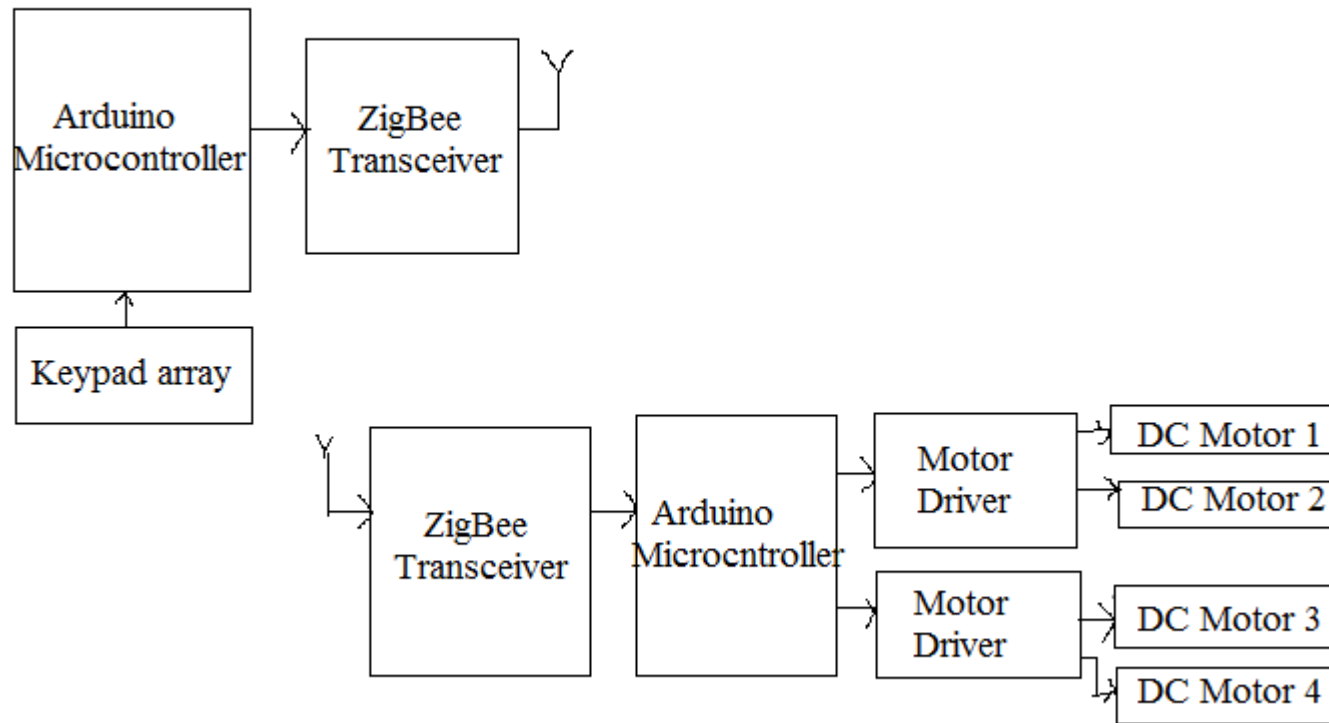 Arduino
Microcontroller
ZigBee
Transceiver
Keypad array
ZigBee
Transceiver
Arduino
Microcntroller
Motor
Driver
DC Motor 1
DC Motor 2
Motor
Driver
DC Motor 3
DC Motor 4